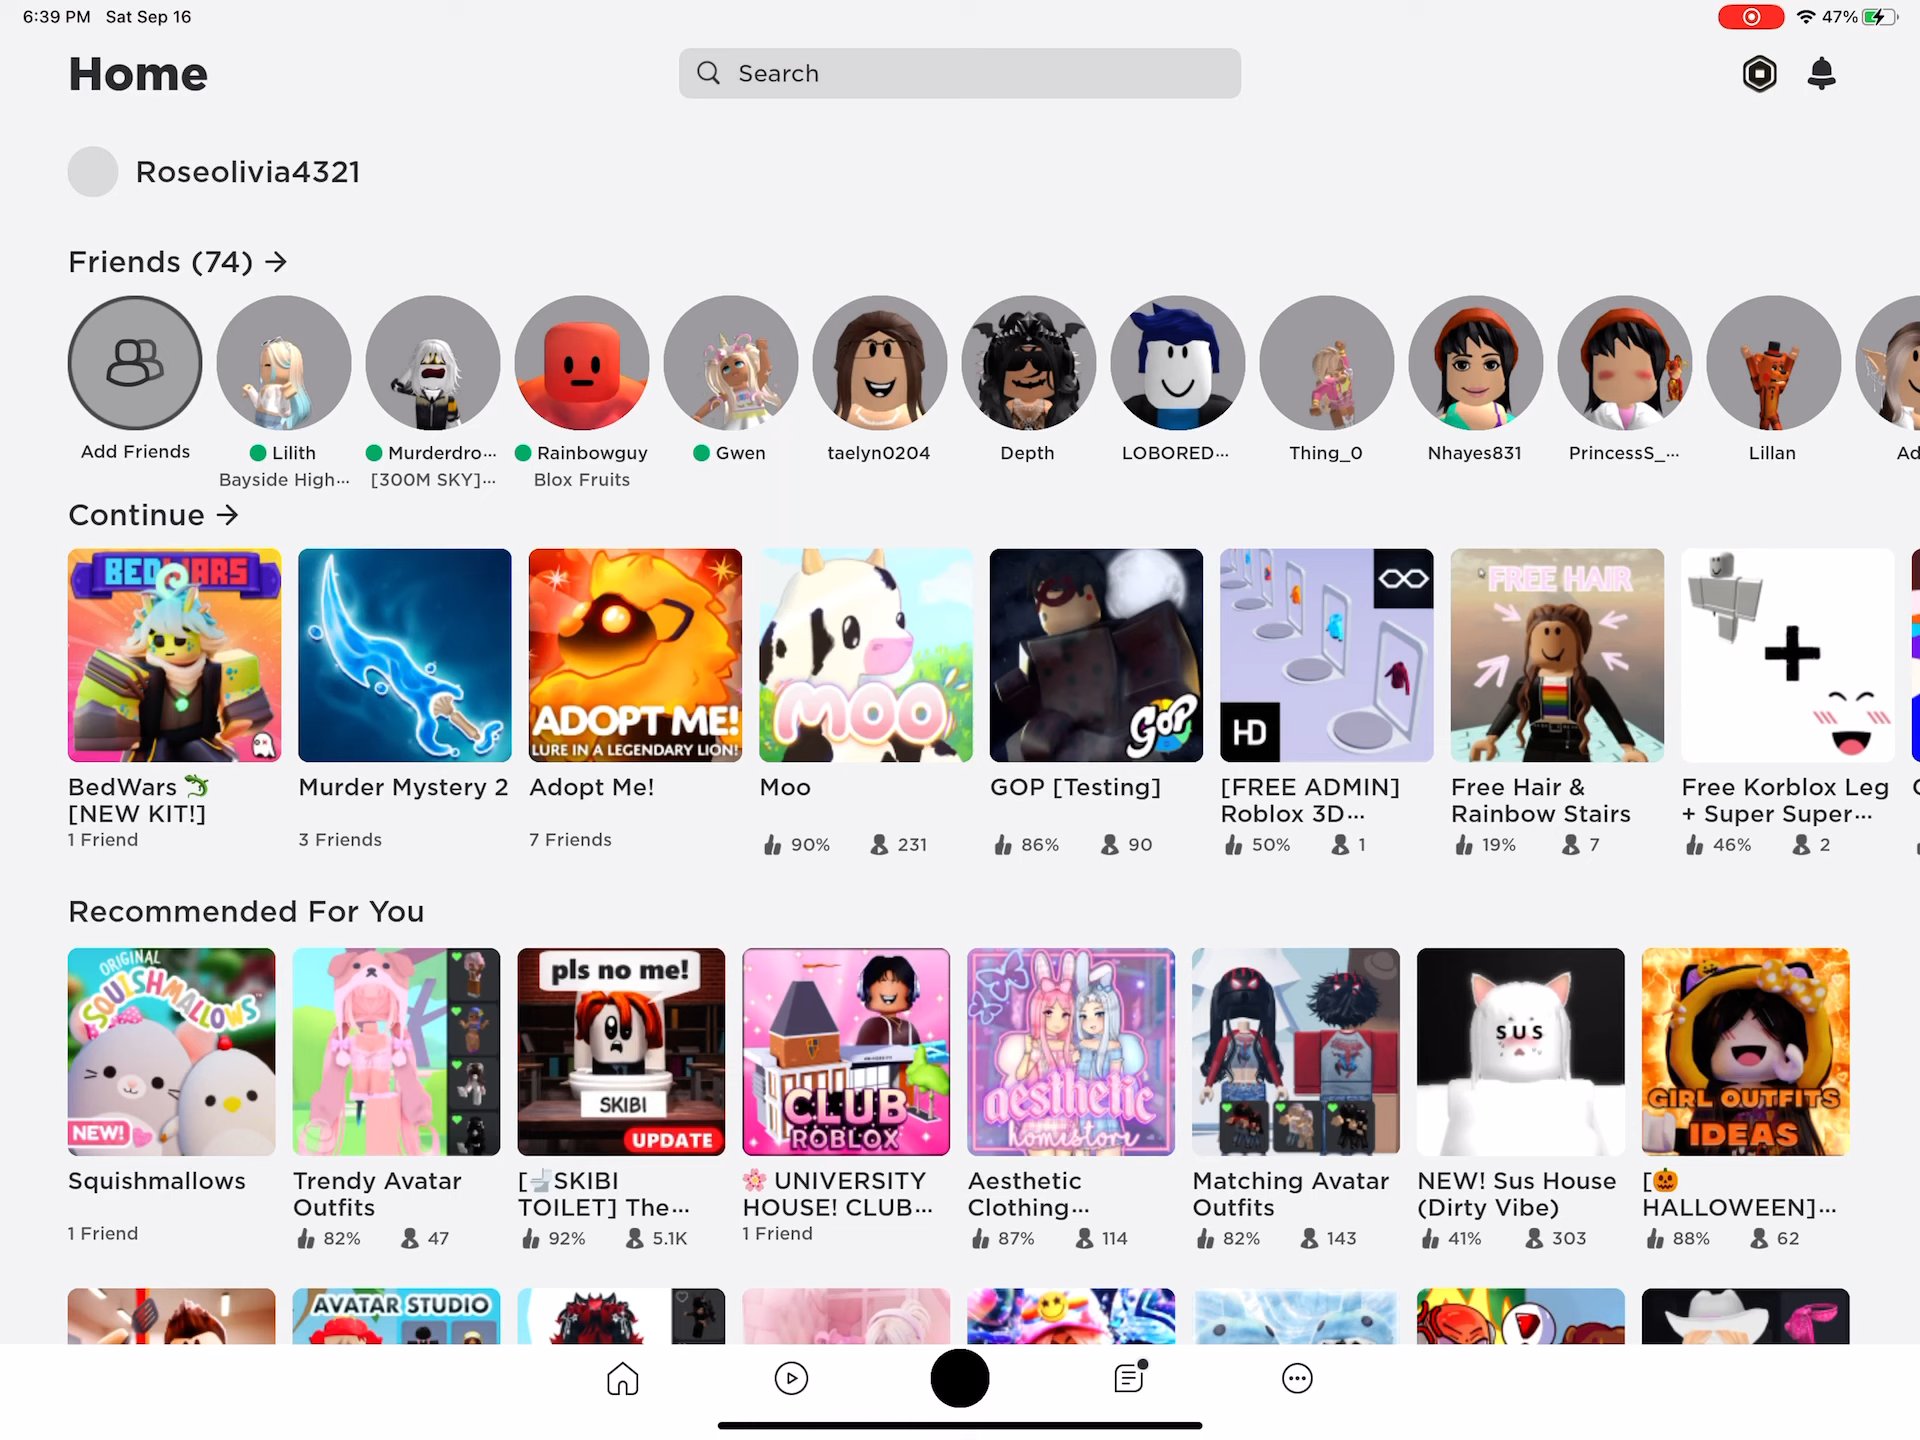 6:39 PM Sat Sep 16
47%
Home
Search
Roseolivia4321
Friends (74) →
Add Friends
Lilith
Bayside High...
Murderdro...
[300M SKY]...
Rainbowguy
Blox Fruits
Gwen
taelyn0204
Depth
LOBORED...
Thing_0
Nhayes831
PrincessS_...
Lillan
Ad
Continue →
BEDWARS
ADOPT ME!
LURE IN A LEGENDARY LION!
MOO
GOP
HD
FREE HAIR
BedWars 🦎
[NEW KIT!]
1 Friend
Murder Mystery 2
3 Friends
Adopt Me!
7 Friends
Moo
90% 231
GOP [Testing]
86% 90
[FREE ADMIN]
Roblox 3D...
50% 1
Free Hair &
Rainbow Stairs
19% 7
Free Korblox Leg
+ Super Super...
46% 2
Recommended For You
ORIGINAL
SQUISHMALLOWS
NEW!
pls no me!
SKIBI
UPDATE
CLUB
ROBLOX
aesthetic
homestore
SUS
GIRL OUTFITS
IDEAS
Squishmallows
1 Friend
Trendy Avatar
Outfits
82% 47
[🚽SKIBI
TOILET] The...
92% 5.1K
🌸 UNIVERSITY
HOUSE! CLUB...
1 Friend
Aesthetic
Clothing...
87% 114
Matching Avatar
Outfits
82% 143
NEW! Sus House
(Dirty Vibe)
41% 303
[🎃
HALLOWEEN]...
88% 62
AVATAR STUDIO